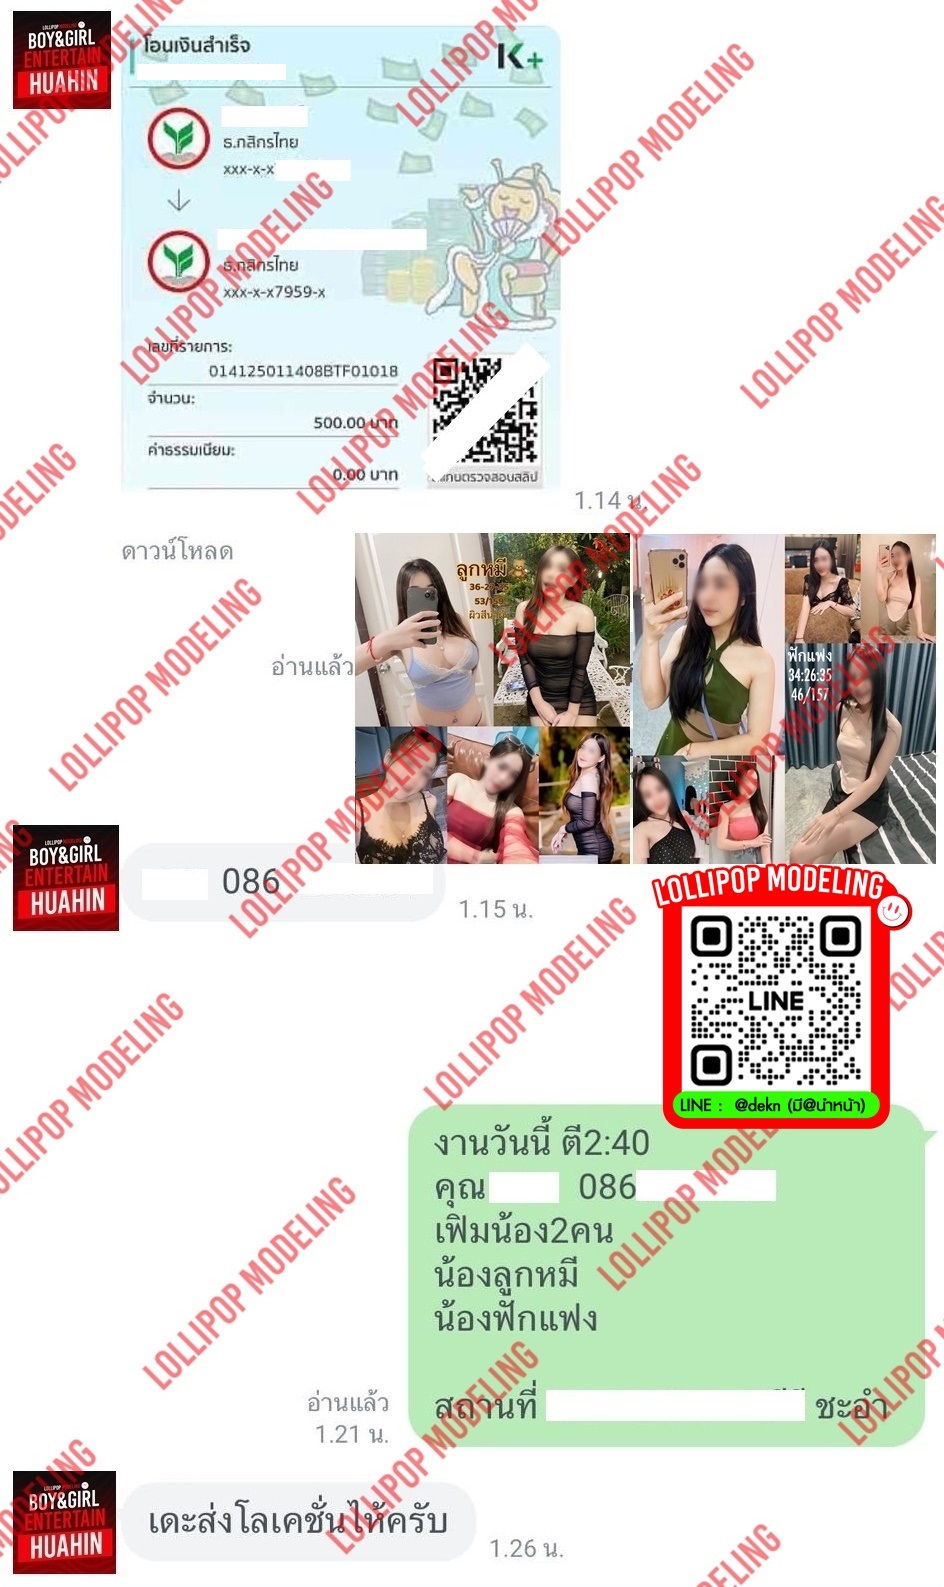 LOLLIPOP MODELING
BOY&GIRL
ENTERTAIN
HUAHIN
โอนเงินสำเร็จ
K+
ธ.กสิกรไทย
xxx-x-x
ธ.กสิกรไทย
xxx-x-x7959-x
เลขที่รายการ:
014125011408BTF01018
จำนวน:
500.00 บาท
ค่าธรรมเนียม:
0.00 บาท
สแกนตรวจสอบสลิป
1.14 น.
ดาวน์โหลด
อ่านแล้ว
ลูกหมี
ฟักแฟง
34:26:35
46/157
LOLLIPOP MODELING
BOY&GIRL
ENTERTAIN
HUAHIN
086
1.15 น.
LOLLIPOP MODELING
LINE
LINE : @dekn (มี@นำหน้า)
งานวันนี้ ตี2:40
คุณ 086
เฟิมน้อง2คน
น้องลูกหมี
น้องฟักแฟง
สถานที่ ชะอำ
อ่านแล้ว
1.21 น.
LOLLIPOP MODELING
BOY&GIRL
ENTERTAIN
HUAHIN
เดะส่งโลเคชั่นไห้ครับ
1.26 น.